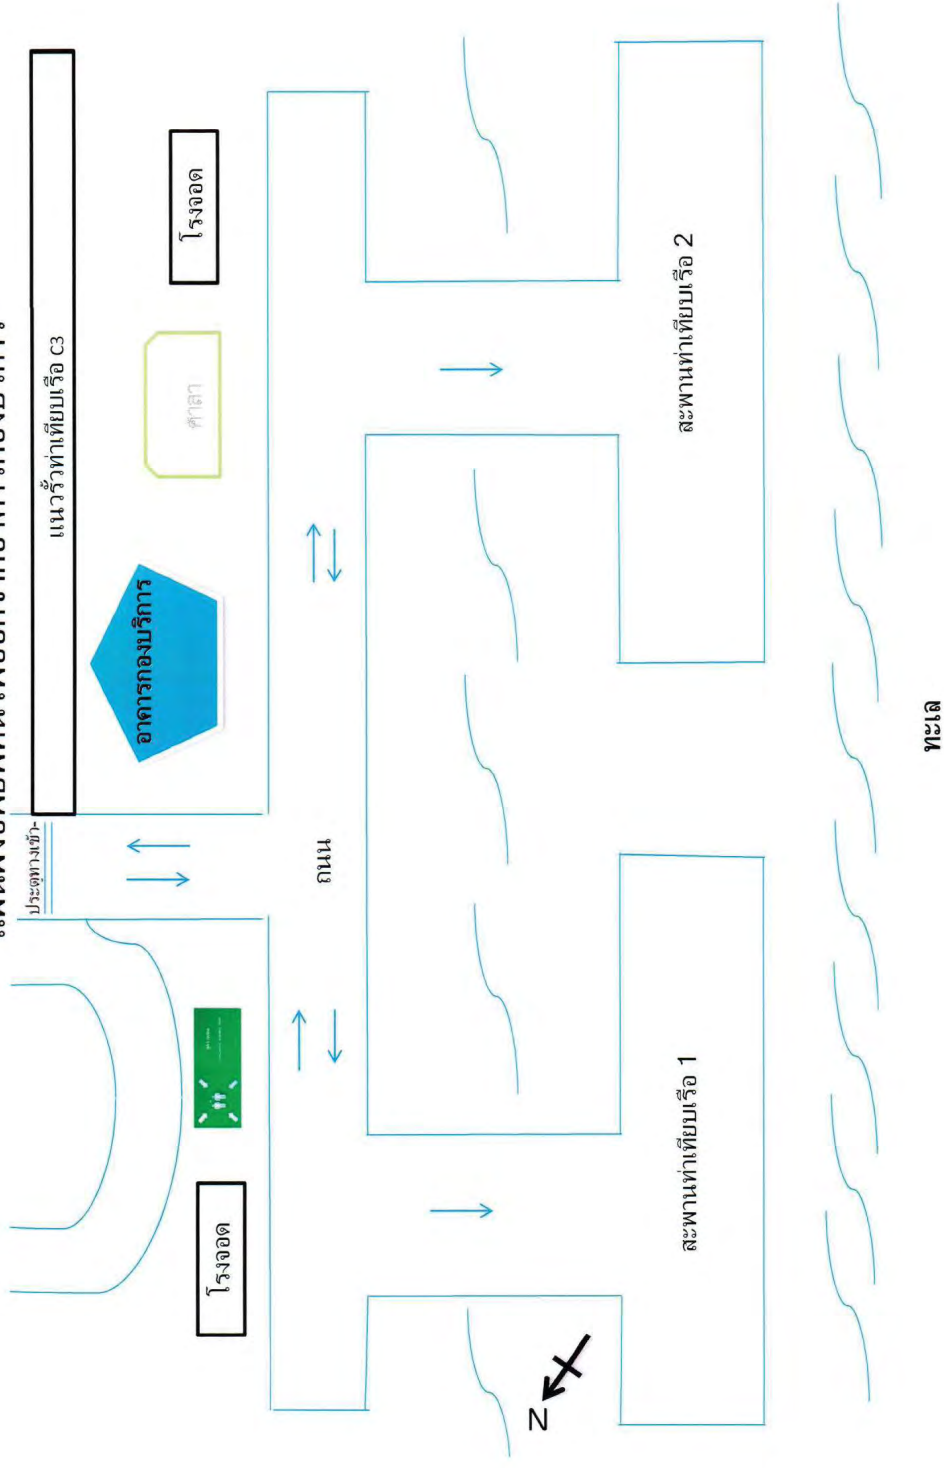 แนวรั้วท่าเทียบเรือ C3
ประตูทางเข้า-
อาคารกองบริการ
ศาลา
โรงจอด
โรงจอด
ถนน
สะพานท่าเทียบเรือ 1
สะพานท่าเทียบเรือ 2
N
ทะเล